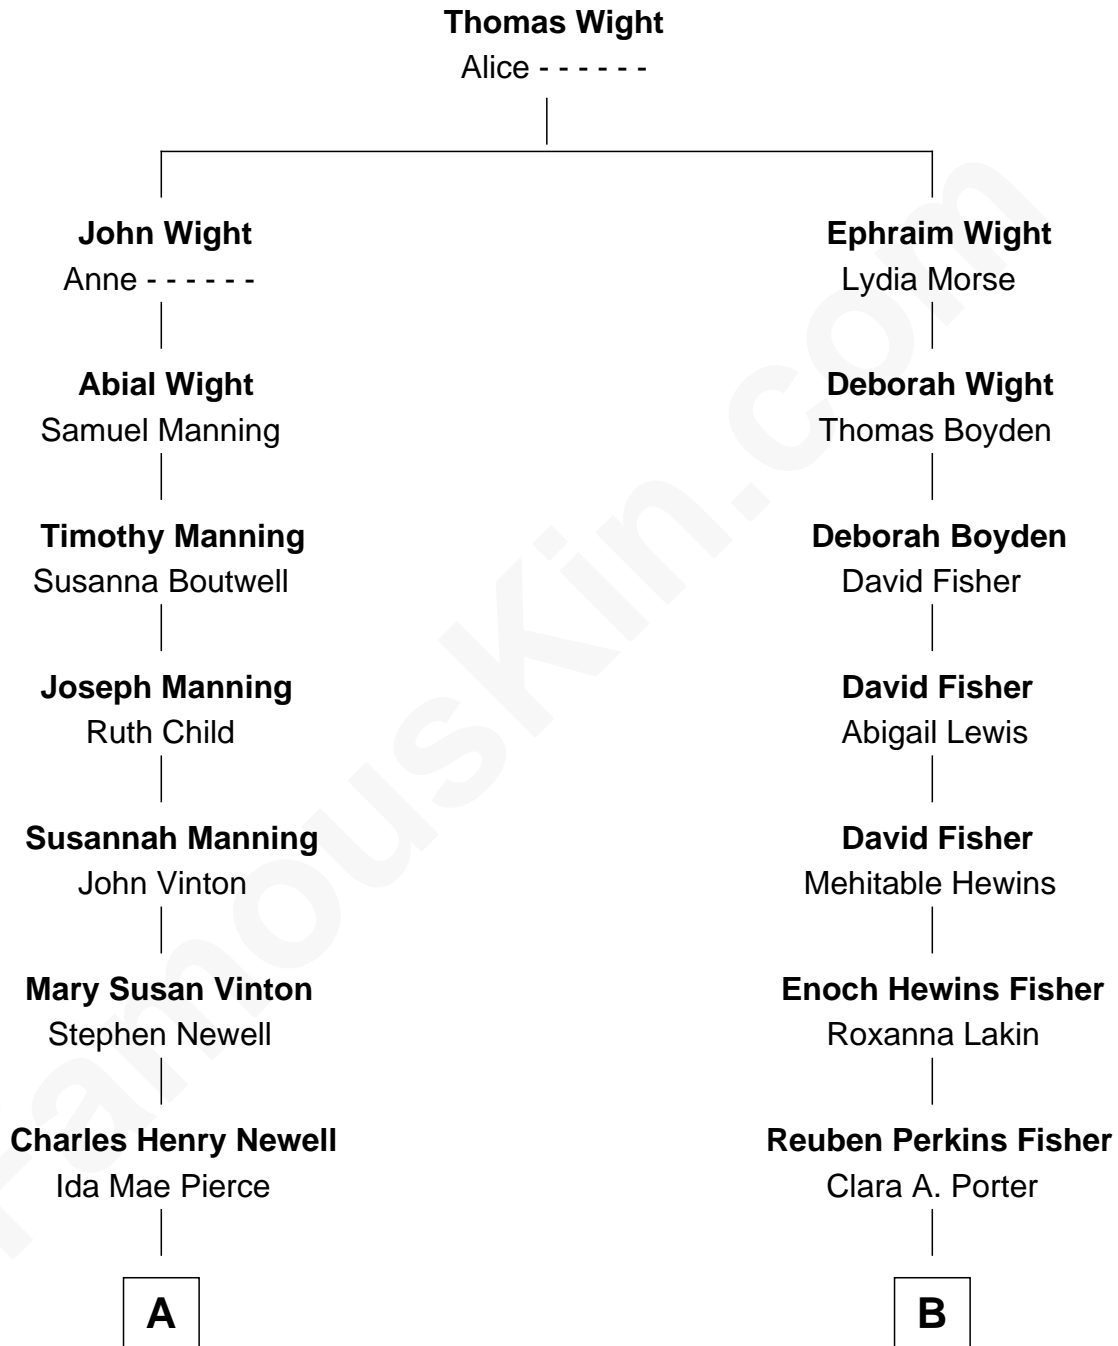 Thomas Wight
Alice - - - - - -
John Wight
Anne - - - - - -
Ephraim Wight
Lydia Morse
Abial Wight
Samuel Manning
Deborah Wight
Thomas Boyden
Timothy Manning
Susanna Boutwell
Deborah Boyden
David Fisher
Joseph Manning
Ruth Child
David Fisher
Abigail Lewis
Susannah Manning
John Vinton
David Fisher
Mehitable Hewins
Mary Susan Vinton
Stephen Newell
Enoch Hewins Fisher
Roxanna Lakin
Charles Henry Newell
Ida Mae Pierce
Reuben Perkins Fisher
Clara A. Porter
A
B
FamousKin.com